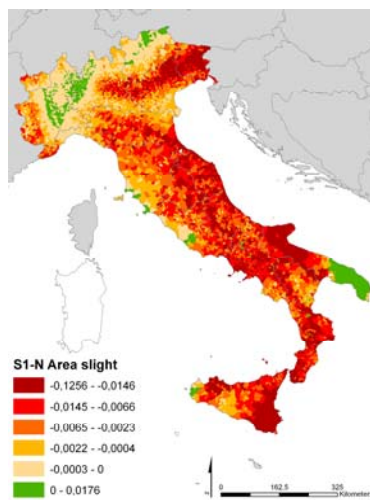 S1-N Area slight
-0,1256 - -0,0146
-0,0145 - -0,0066
-0,0065 - -0,0023
-0,0022 - -0,0004
-0,0003 - 0
0 - 0,0176
0 162,5 325
Kilometer